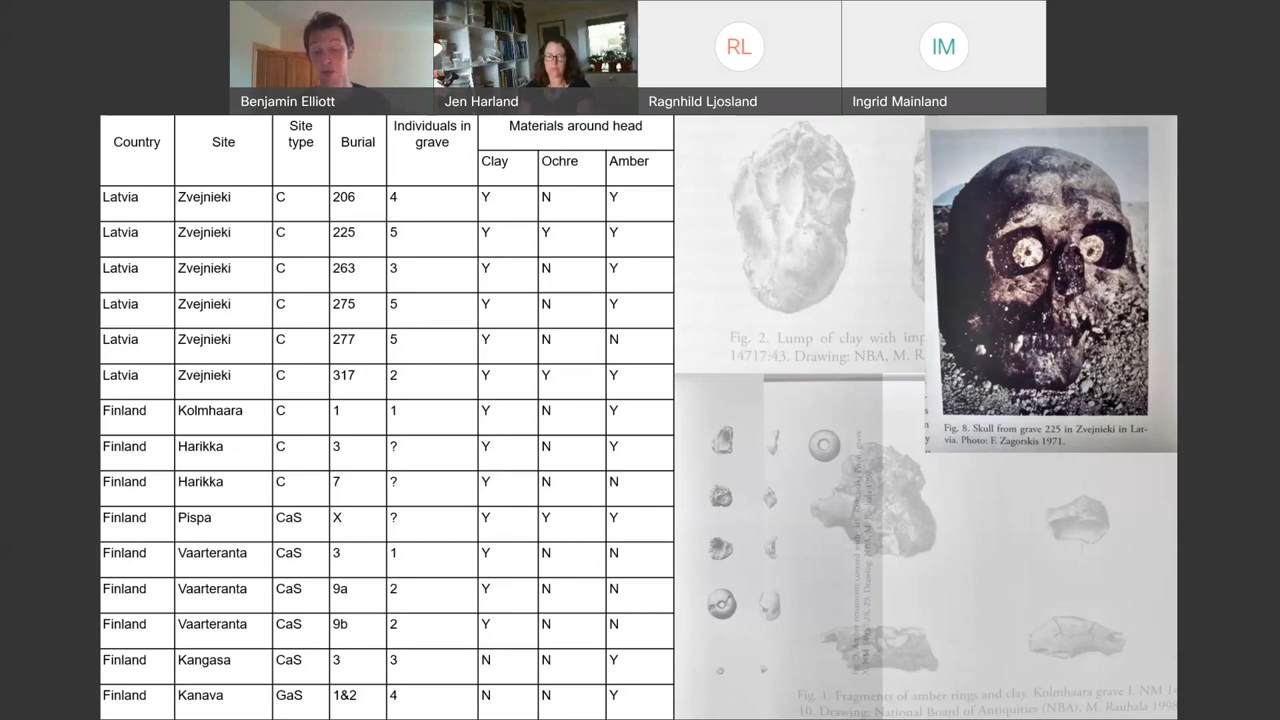 RL
IM
Benjamin Elliott
Jen Harland
Ragnhild Ljosland
Ingrid Mainland
Country Site Site type Burial Individuals in grave Materials around head
Clay Ochre Amber
Latvia Zvejnieki C 206 4 Y N Y
Latvia Zvejnieki C 225 5 Y Y Y
Latvia Zvejnieki C 263 3 Y N Y
Latvia Zvejnieki C 275 5 Y N Y
Latvia Zvejnieki C 277 5 Y N N
Latvia Zvejnieki C 317 2 Y Y Y
Finland Kolmhaara C 1 1 Y N Y
Finland Harikka C 3 ? Y N Y
Finland Harikka C 7 ? Y N N
Finland Pispa CaS X ? Y Y Y
Finland Vaarteranta CaS 3 1 Y N N
Finland Vaarteranta CaS 9a 2 Y N N
Finland Vaarteranta CaS 9b 2 Y N N
Finland Kangasa CaS 3 3 N N Y
Finland Kanava GaS 1&2 4 N N Y
Fig. 2. Lump of clay with imp
14717:43. Drawing: NBA, M. R
Fig. 8. Skull from grave 225 in Zvejnieki in Lat-
via. Photo: F. Zagorskis 1971.
Fig. 1. Fragments of amber rings and clay. Kolmhaara grave I. NM 14
10. Drawing: National Board of Antiquities (NBA), M. Rauhala 1998